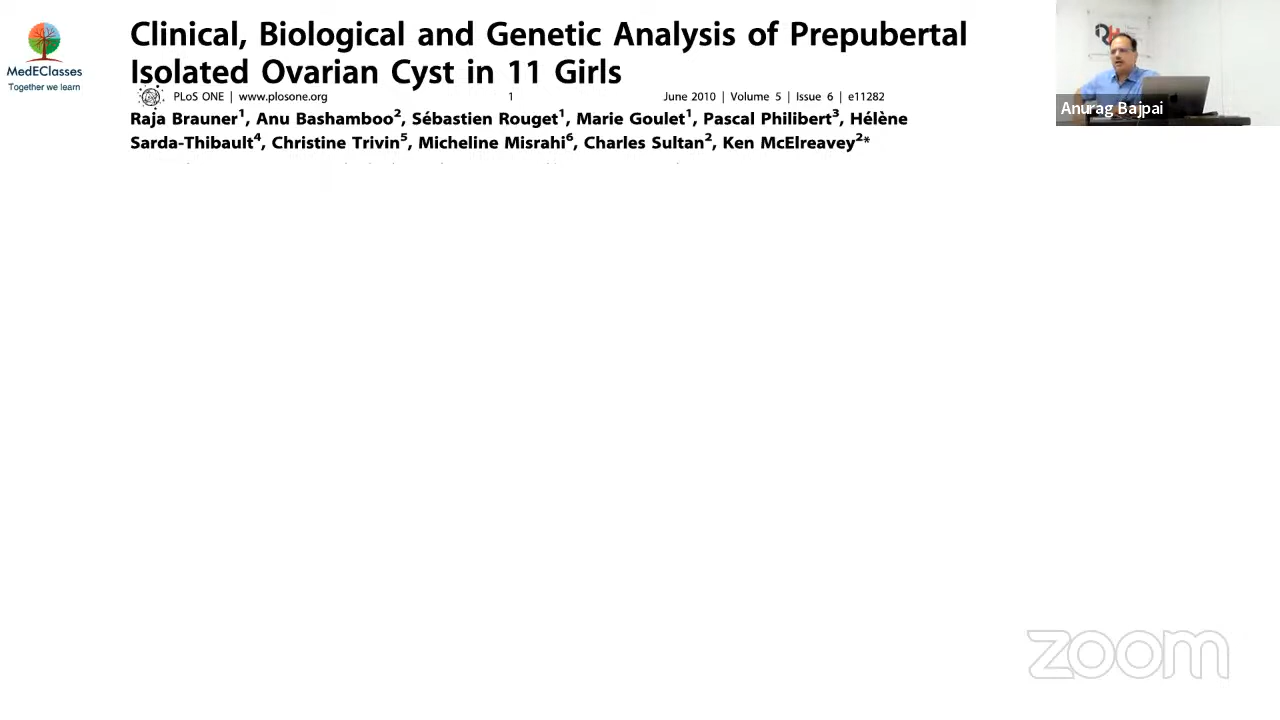 Clinical, Biological and Genetic Analysis of Prepubertal
Isolated Ovarian Cyst in 11 Girls
PLoS ONE | www.plosone.org 1 June 2010 | Volume 5 | Issue 6 | e11282
Raja Brauner1, Anu Bashamboo2, Sébastien Rouget1, Marie Goulet1, Pascal Philibert3, Hélène
Sarda-Thibault4, Christine Trivin5, Micheline Misrahi6, Charles Sultan2, Ken McElreavey2*
MedEClasses
Together we learn
Anurag Bajpai
zoom